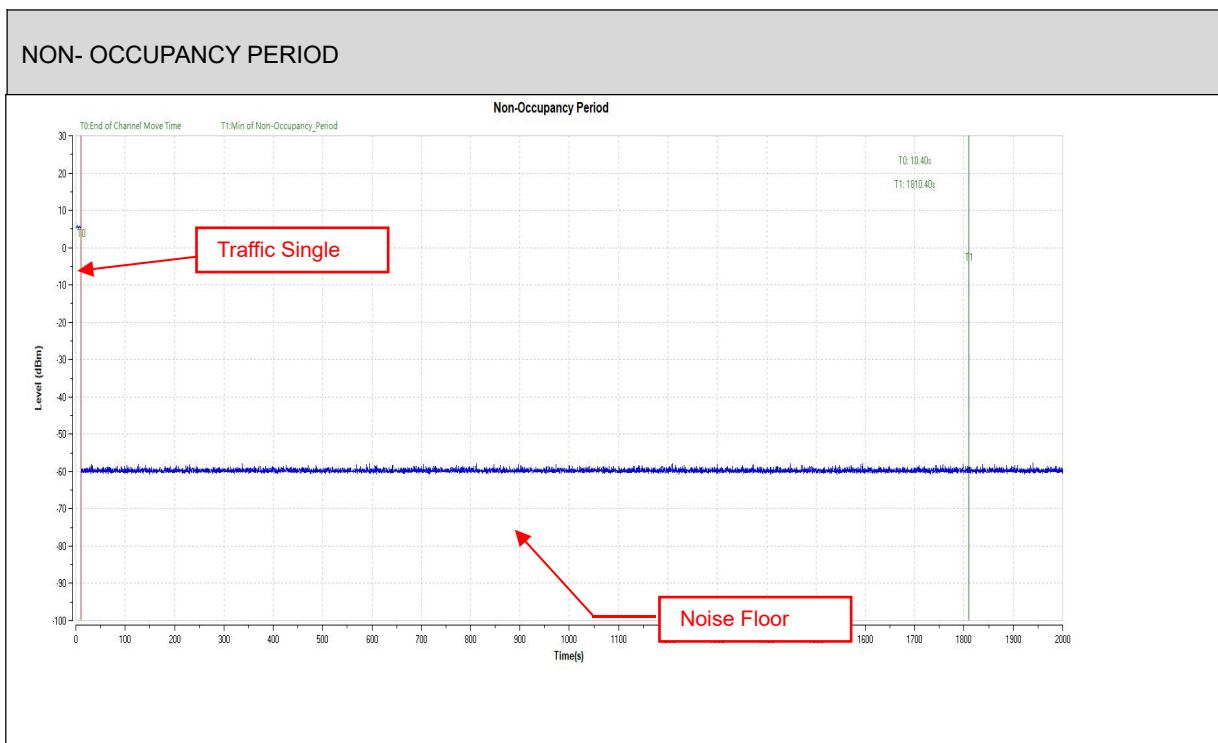 NON- OCCUPANCY PERIOD
Non-Occupancy Period
T0:End of Channel Move Time T1:Min of Non-Occupancy_Period
30
T0: 10.40s
20
T1: 1810.40s
10
T0
Traffic Single
0
T1
-10
-20
-30
Level (dBm)
-40
-50
-60
-70
-80
-90
Noise Floor
-100
0 100 200 300 400 500 600 700 800 900 1000 1100 1600 1700 1800 1900 2000
Time(s)